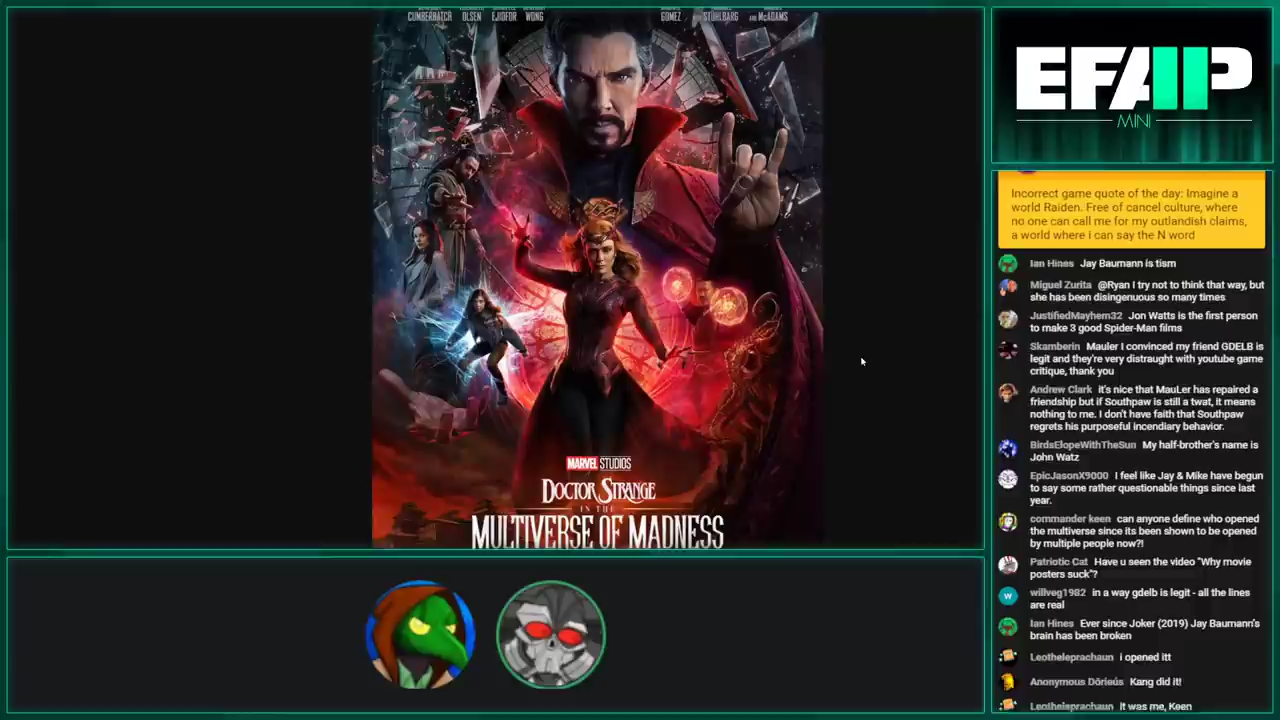 CUMBERBATCH
OLSEN
EJIOFOR
WONG
GOMEZ
STUHLBARG
AND McADAMS
MARVEL STUDIOS
DOCTOR STRANGE
IN THE
MULTIVERSE OF MADNESS
EFAP
MINI
Incorrect game quote of the day: Imagine a
world Raiden. Free of cancel culture, where
no one can call me for my outlandish claims,
a world where i can say the N word
Ian Hines Jay Baumann is tism
Miguel Zurita @Ryan I try not to think that way, but
she has been disingenuous so many times
JustifiedMayhem32 Jon Watts is the first person
to make 3 good Spider-Man films
Skamberin Mauler I convinced my friend GDELB is
legit and they're very distraught with youtube game
critique, thank you
Andrew Clark it's nice that MauLer has repaired a
friendship but if Southpaw is still a twat, it means
nothing to me. I don't have faith that Southpaw
regrets his purposeful incendiary behavior.
BirdsElopeWithTheSun My half-brother's name is
John Watz
EpicJasonX9000 I feel like Jay & Mike have begun
to say some rather questionable things since last
year.
commander keen can anyone define who opened
the multiverse since its been shown to be opened
by multiple people now?!
Patriotic Cat Have u seen the video "Why movie
posters suck"?
W
willveg1982 in a way gdelb is legit - all the lines
are real
Ian Hines Ever since Joker (2019) Jay Baumann's
brain has been broken
Leotheleprachaun i opened itt
Anonymous Dōrieús Kang did it!
Leotheleprachaun It was me, Keen